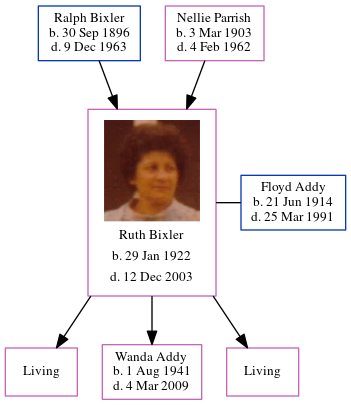 Ralph Bixler
b. 30 Sep 1896
d. 9 Dec 1963
Nellie Parrish
b. 3 Mar 1903
d. 4 Feb 1962
Ruth Bixler
b. 29 Jan 1922
d. 12 Dec 2003
Floyd Addy
b. 21 Jun 1914
d. 25 Mar 1991
Living
Wanda Addy
b. 1 Aug 1941
d. 4 Mar 2009
Living